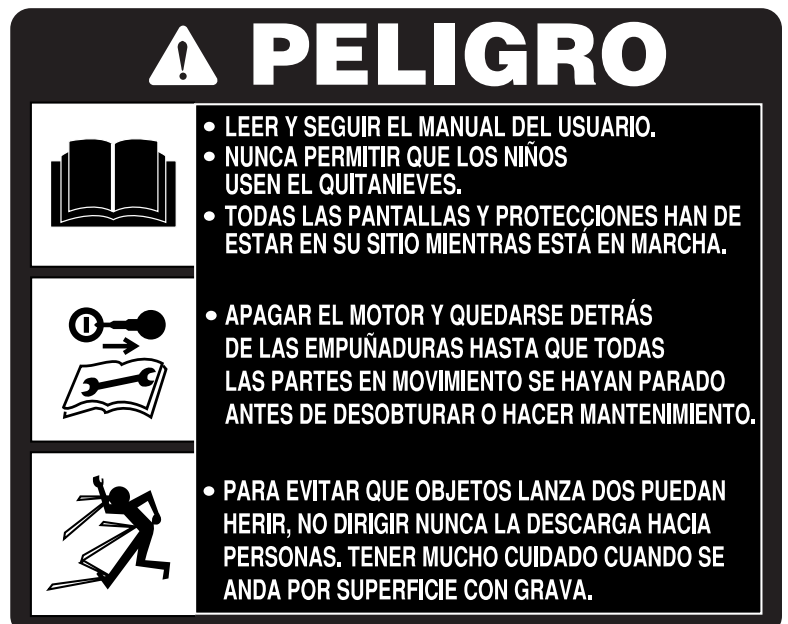 PELIGRO
• LEER Y SEGUIR EL MANUAL DEL USUARIO.
• NUNCA PERMITIR QUE LOS NIÑOS
USEN EL QUITANIEVES.
• TODAS LAS PANTALLAS Y PROTECCIONES HAN DE
ESTAR EN SU SITIO MIENTRAS ESTÁ EN MARCHA.
• APAGAR EL MOTOR Y QUEDARSE DETRÁS
DE LAS EMPUÑADURAS HASTA QUE TODAS
LAS PARTES EN MOVIMIENTO SE HAYAN PARADO
ANTES DE DESOBTURAR O HACER MANTENIMIENTO.
• PARA EVITAR QUE OBJETOS LANZA DOS PUEDAN
HERIR, NO DIRIGIR NUNCA LA DESCARGA HACIA
PERSONAS. TENER MUCHO CUIDADO CUANDO SE
ANDA POR SUPERFICIE CON GRAVA.